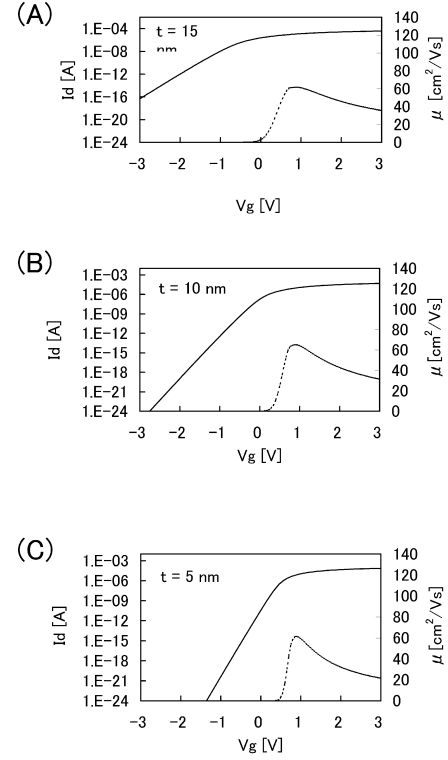 (A)
t = 15
nm
Id [A]
1.E−04
1.E−08
1.E−12
1.E−16
1.E−20
1.E−24
140
120
100
80
60
40
20
0
μ [cm²/Vs]
−3 −2 −1 0 1 2 3
Vg [V]
(B)
t = 10 nm
Id [A]
1.E−03
1.E−06
1.E−09
1.E−12
1.E−15
1.E−18
1.E−21
1.E−24
140
120
100
80
60
40
20
0
μ [cm²/Vs]
−3 −2 −1 0 1 2 3
Vg [V]
(C)
t = 5 nm
Id [A]
1.E−03
1.E−06
1.E−09
1.E−12
1.E−15
1.E−18
1.E−21
1.E−24
140
120
100
80
60
40
20
0
μ [cm²/Vs]
−3 −2 −1 0 1 2 3
Vg [V]